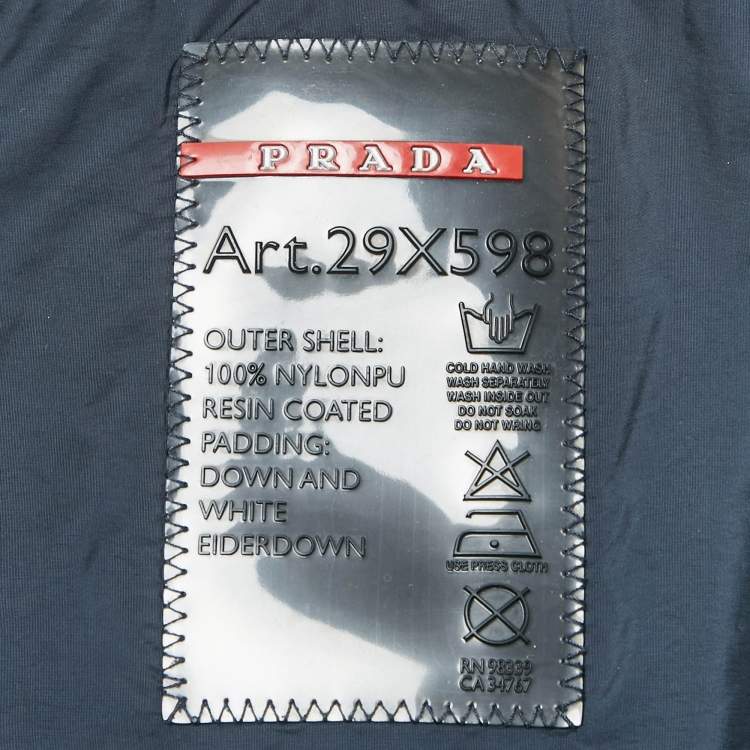 PRADA
Art.29X598
OUTER SHELL:
100% NYLONPU
RESIN COATED
PADDING:
DOWN AND
WHITE
EIDERDOWN
COLD HAND WASH
WASH SEPARATELY
WASH INSIDE OUT
DO NOT SOAK
DO NOT WRING
USE PRESS CLOTH
RN 98339
CA 34767